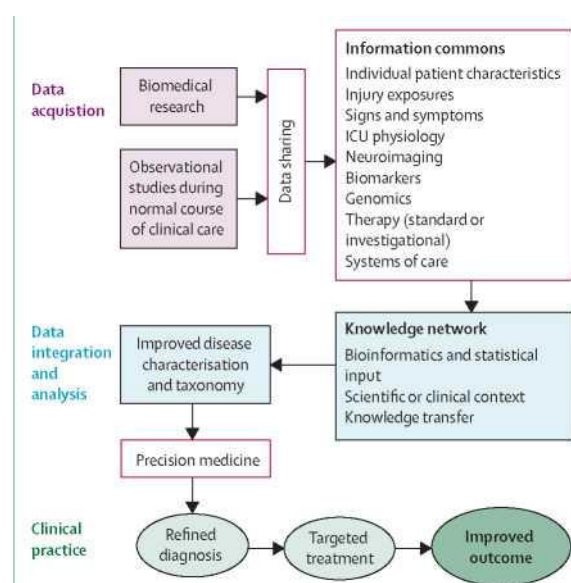 Data
acquistion
Biomedical
research
Observational
studies during
normal course
of clinical care
Data sharing
Information commons
Individual patient characteristics
Injury exposures
Signs and symptoms
ICU physiology
Neuroimaging
Biomarkers
Genomics
Therapy (standard or
investigational)
Systems of care
Data
integration
and
analysis
Improved disease
characterisation
and taxonomy
Knowledge network
Bioinformatics and statistical
input
Scientific or clinical context
Knowledge transfer
Precision medicine
Clinical
practice
Refined
diagnosis
Targeted
treatment
Improved
outcome